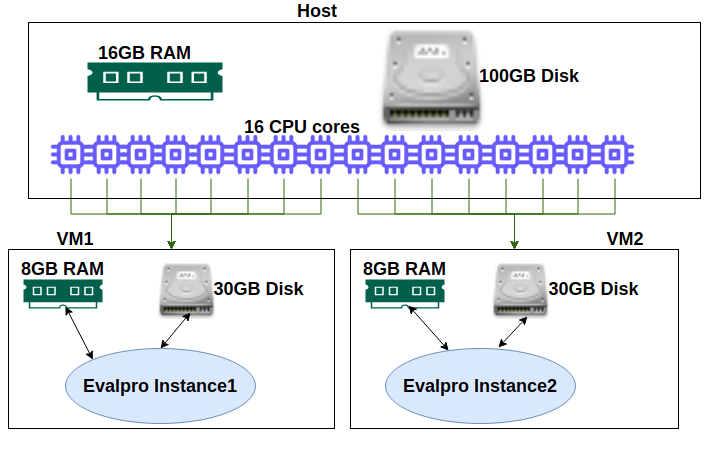 Host
16GB RAM
100GB Disk
16 CPU cores
VM1
VM2
8GB RAM
30GB Disk
8GB RAM
30GB Disk
Evalpro Instance1
Evalpro Instance2